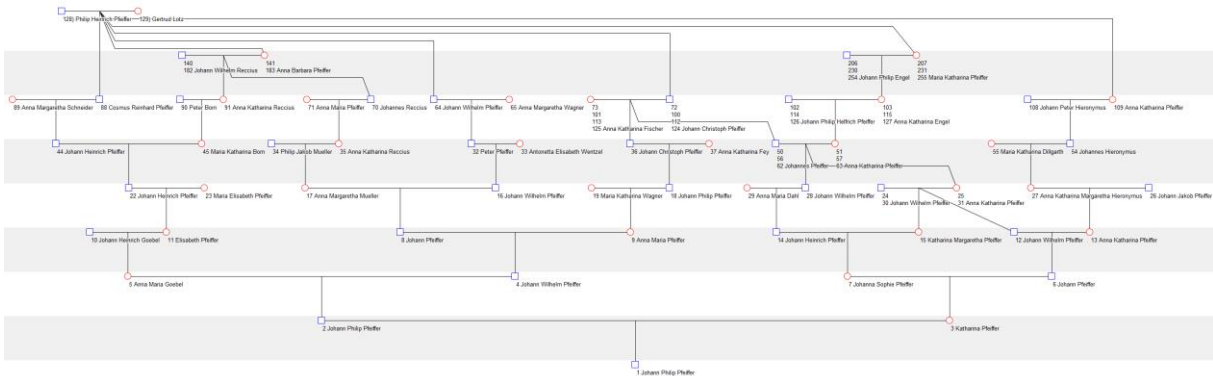 128) Philip Heinrich Pfeiffer
129) Gertrud Lotz
140
182 Johann Wilhelm Reccius
141
183 Anna Barbara Pfeiffer
206
230
254 Johann Philip Engel
207
231
255 Maria Katharina Pfeiffer
89 Anna Margaretha Schneider
88 Cosmus Reinhard Pfeiffer
90 Peter Born
91 Anna Katharina Reccius
71 Anna Maria Pfeiffer
70 Johannes Reccius
64 Johann Wilhelm Pfeiffer
65 Anna Margaretha Wagner
73
101
113
125 Anna Katharina Fischer
72
100
112
124 Johann Christoph Pfeiffer
102
114
126 Johann Philip Helfrich Pfeiffer
103
115
127 Anna Katharina Engel
108 Johann Peter Hieronymus
109 Anna Katharina Pfeiffer
44 Johann Heinrich Pfeiffer
45 Maria Katharina Born
34 Philip Jakob Mueller
35 Anna Katharina Reccius
32 Peter Pfeiffer
33 Antonetta Elisabeth Wentzel
36 Johann Christoph Pfeiffer
37 Anna Katharina Fey
50
56
62 Johannes Pfeiffer
51
57
63 Anna Katharina Pfeiffer
55 Maria Katharina Dillgarth
54 Johannes Hieronymus
22 Johann Heinrich Pfeiffer
23 Maria Elisabeth Pfeiffer
17 Anna Margaretha Mueller
16 Johann Wilhelm Pfeiffer
19 Maria Katharina Wagner
18 Johann Philip Pfeiffer
29 Anna Maria Dahl
28 Johann Wilhelm Pfeiffer
24
30 Johann Wilhelm Pfeiffer
25
31 Anna Katharina Pfeiffer
27 Anna Katharina Margaretha Hieronymus
26 Johann Jakob Pfeiffer
10 Johann Heinrich Goebel
11 Elisabeth Pfeiffer
8 Johann Pfeiffer
9 Anna Maria Pfeiffer
14 Johann Heinrich Pfeiffer
15 Katharina Margaretha Pfeiffer
12 Johann Wilhelm Pfeiffer
13 Anna Katharina Pfeiffer
5 Anna Maria Goebel
4 Johann Wilhelm Pfeiffer
7 Johanna Sophie Pfeiffer
6 Johann Pfeiffer
2 Johann Philip Pfeiffer
3 Katharina Pfeiffer
1 Johann Philip Pfeiffer